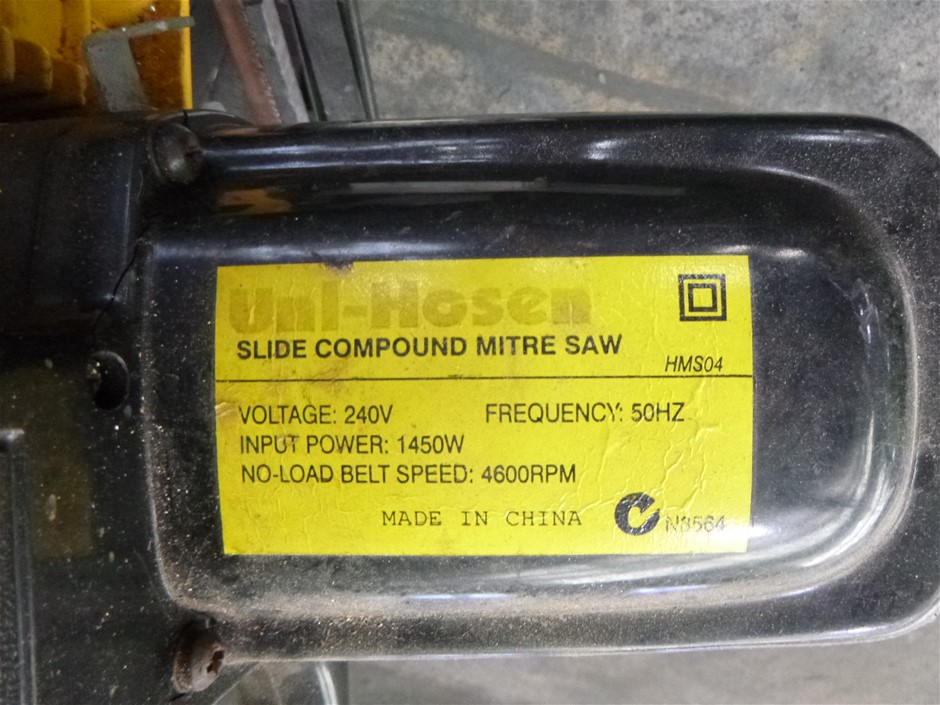 Uni-Hosen
SLIDE COMPOUND MITRE SAW
HMS04
VOLTAGE: 240V FREQUENCY: 50HZ
INPUT POWER: 1450W
NO-LOAD BELT SPEED: 4600RPM
MADE IN CHINA N8564